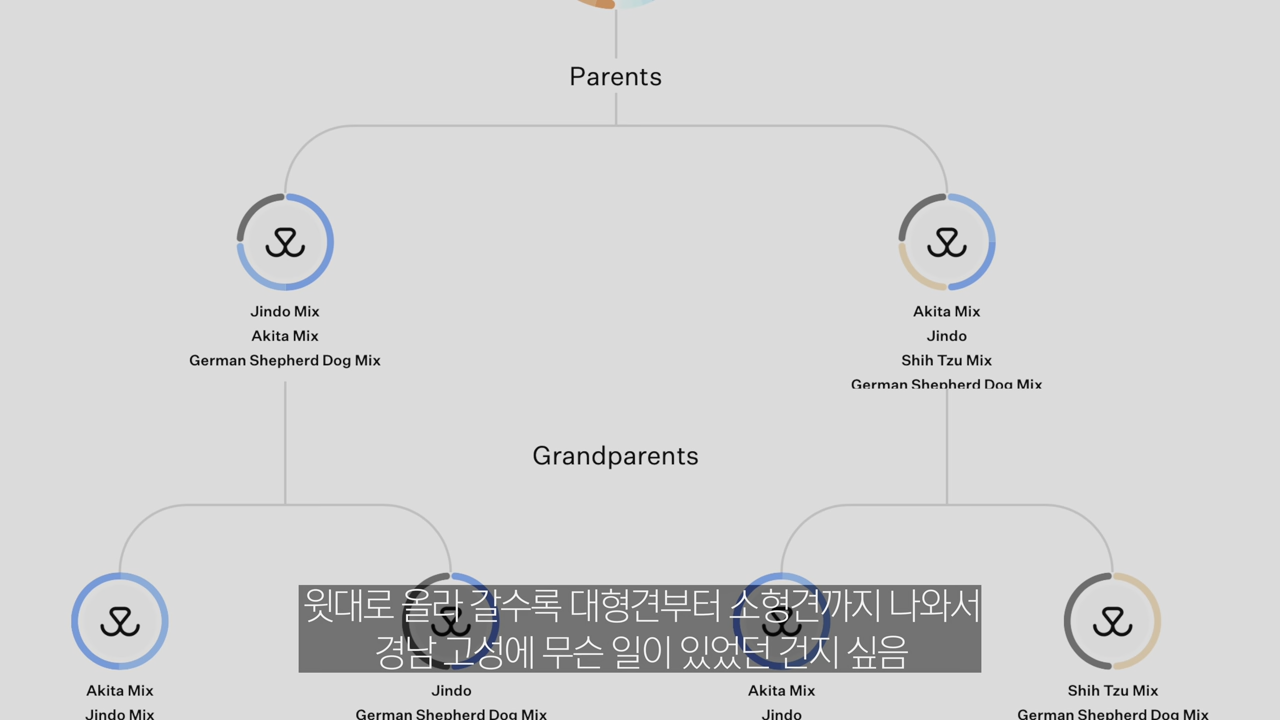 Parents
Jindo Mix
Akita Mix
German Shepherd Dog Mix
Akita Mix
Jindo
Shih Tzu Mix
German Shepherd Dog Mix
Grandparents
윗대로 올라 갈수록 대형견부터 소형견까지 나와서
경남 고성에 무슨 일이 있었던 건지 싶음
Akita Mix
Jindo Mix
Jindo
German Shepherd Dog Mix
Akita Mix
Jindo
Shih Tzu Mix
German Shepherd Dog Mix